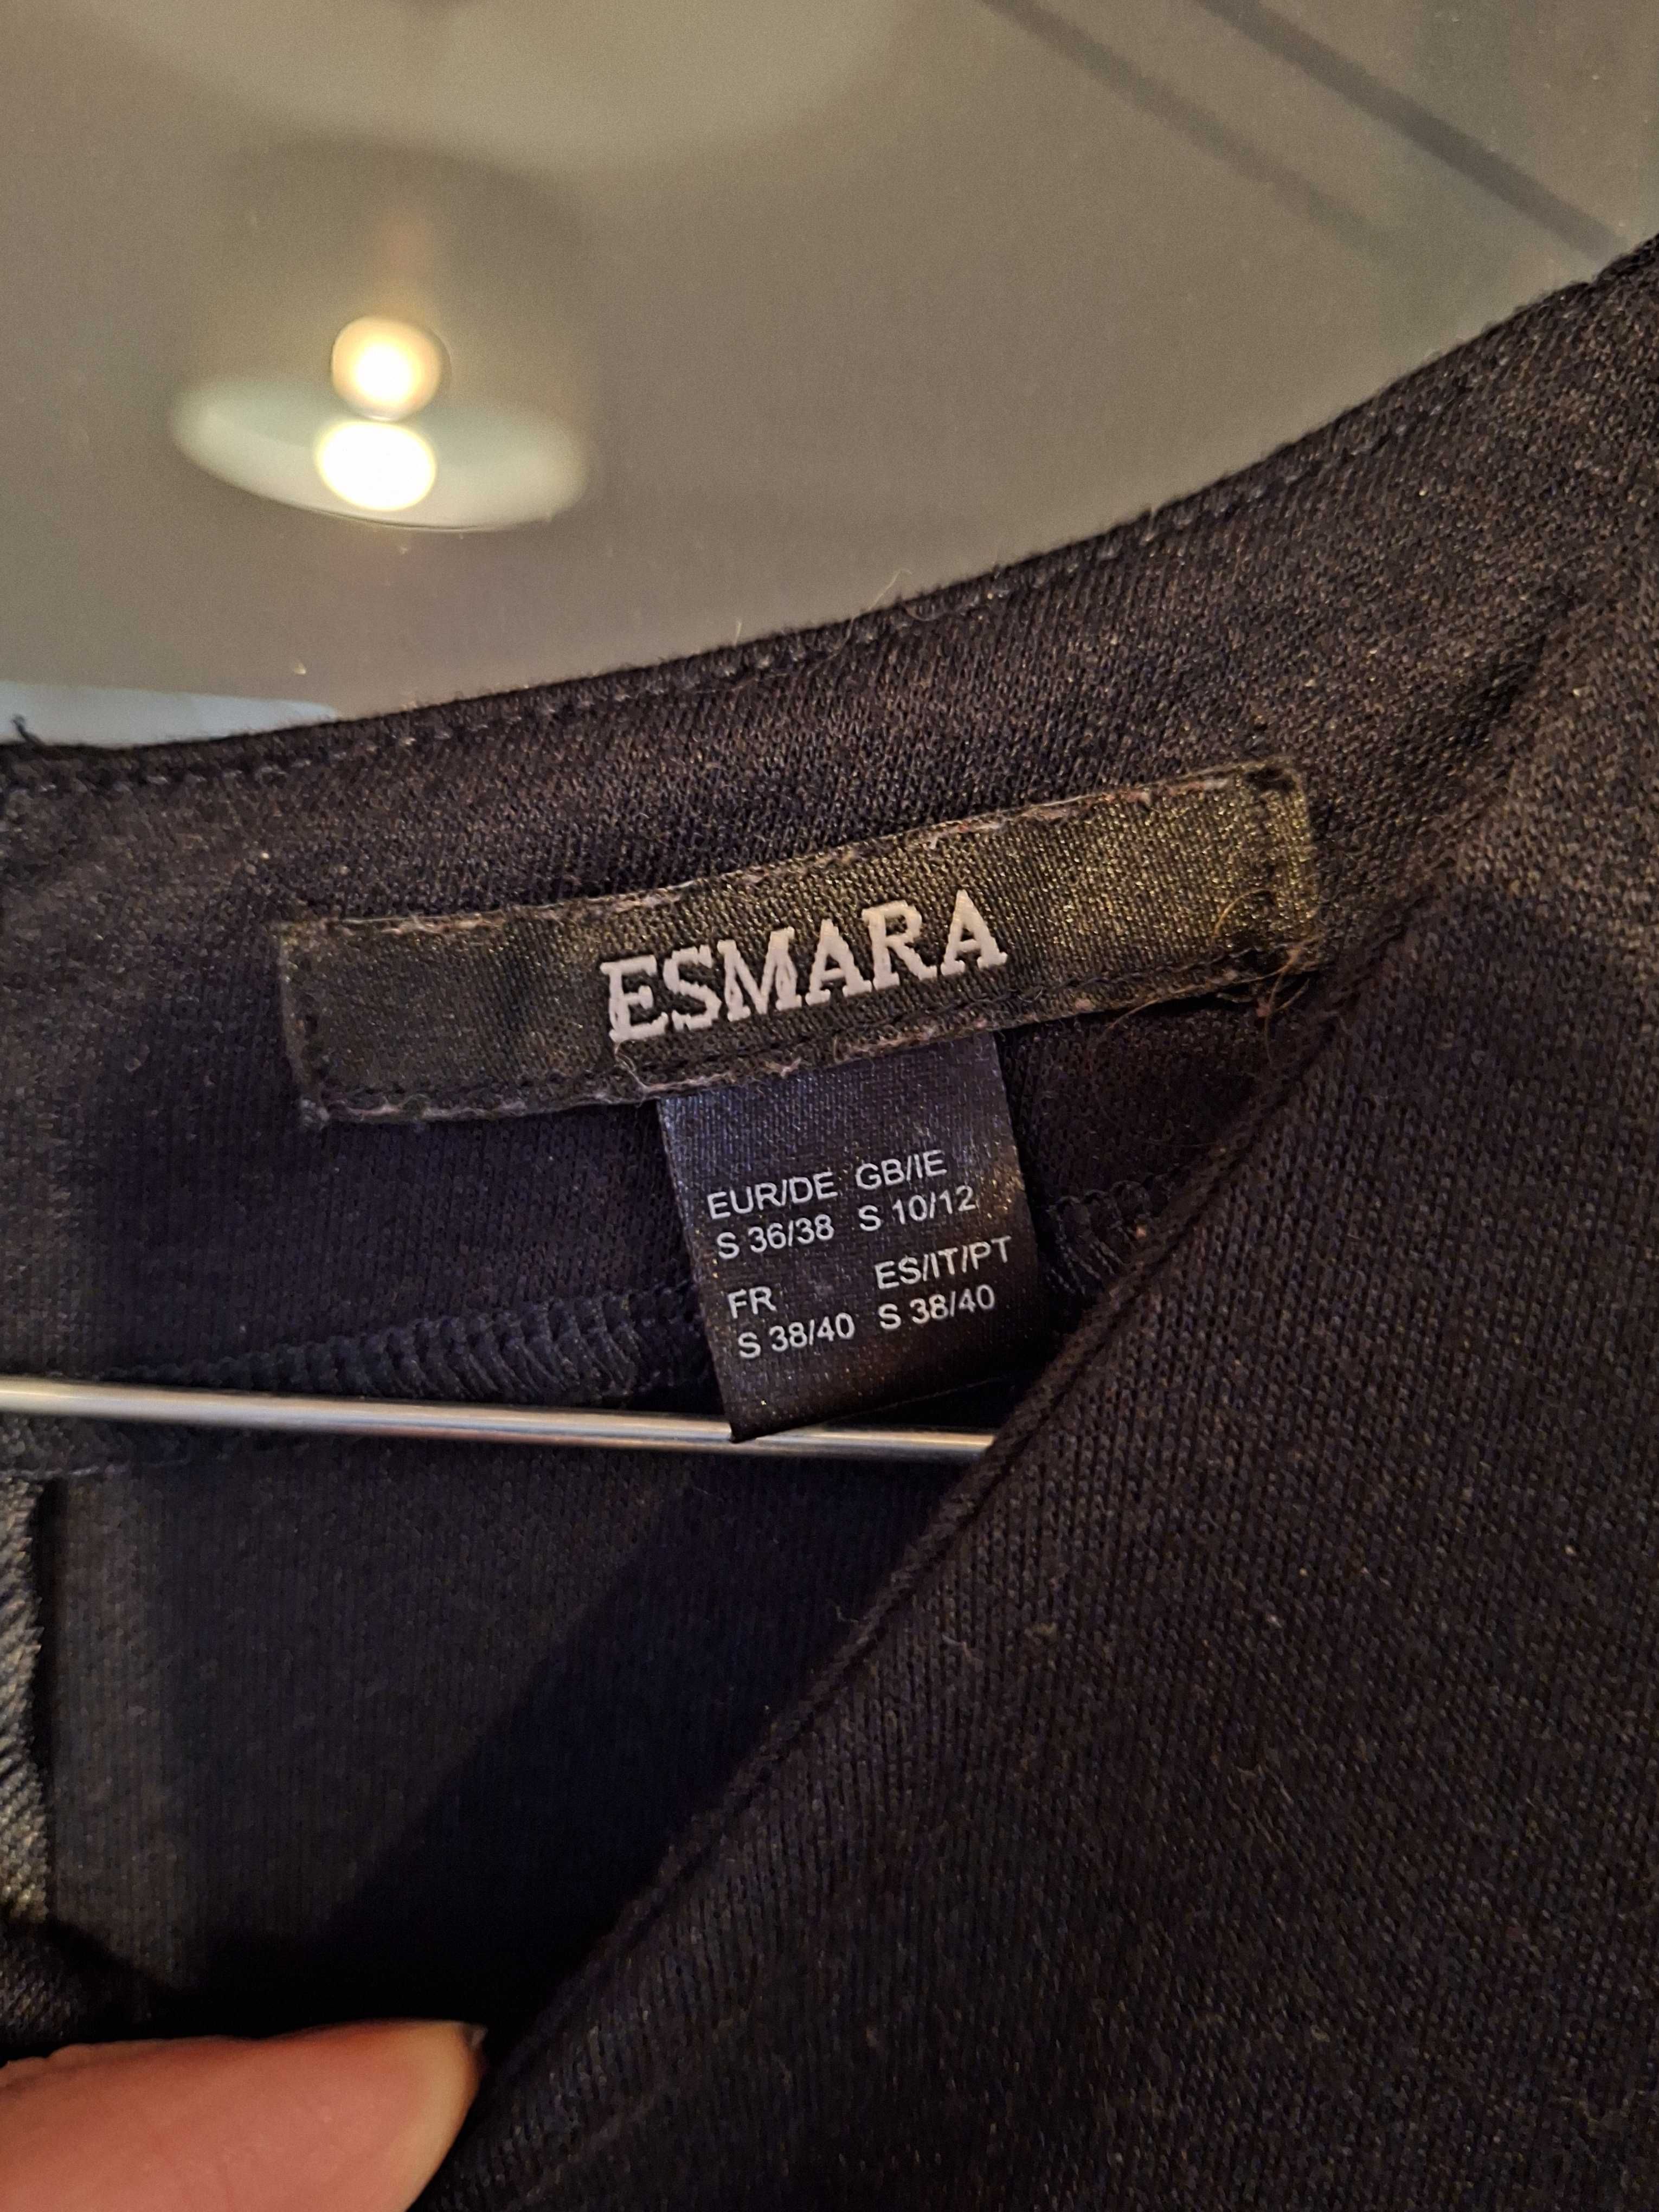 ESMARA
EUR/DE GB/IE
S 36/38 S 10/12
FR ES/IT/PT
S 38/40 S 38/40